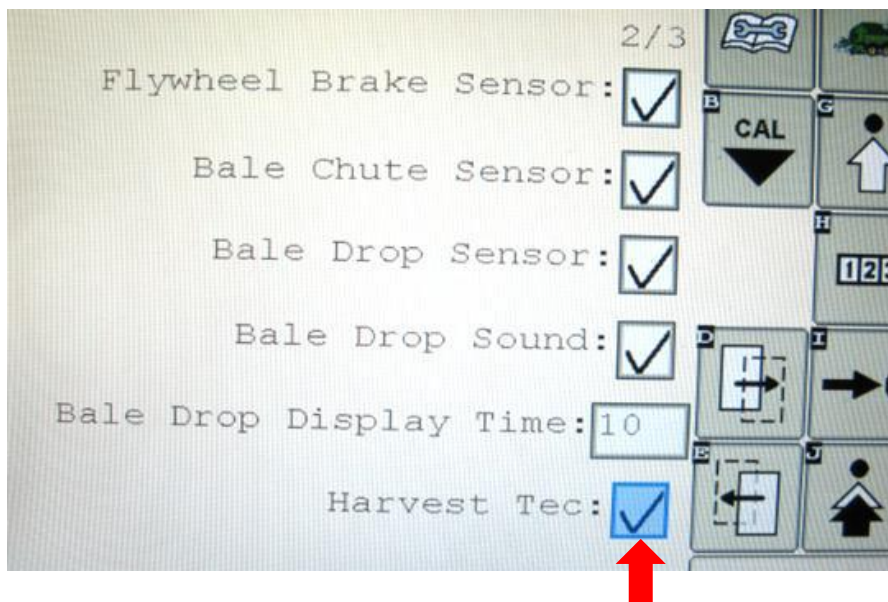 2/3
Flywheel Brake Sensor:
B
G
CAL
Bale Chute Sensor:
H
Bale Drop Sensor:
123
Bale Drop Sound:
D
I
Bale Drop Display Time: 10
E
J
Harvest Tec: